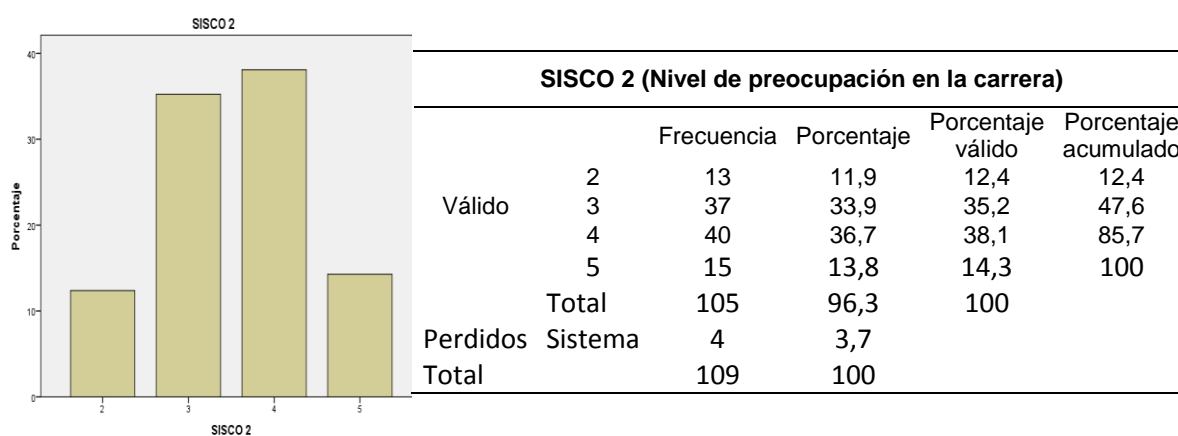 SISCO 2
40
30
20
10
0
Porcentaje
2 3 4 5
SISCO 2
SISCO 2 (Nivel de preocupación en la carrera)
Frecuencia Porcentaje Porcentaje válido Porcentaje acumulado
Válido 2 13 11,9 12,4 12,4
3 37 33,9 35,2 47,6
4 40 36,7 38,1 85,7
5 15 13,8 14,3 100
Total 105 96,3 100
Perdidos Sistema 4 3,7
Total 109 100